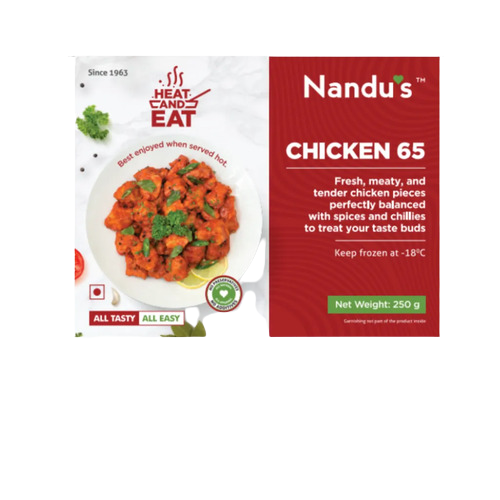 Since 1963
HEAT
AND
EAT
Best enjoyed when served hot.
ALL TASTY ALL EASY
Nandu's™
CHICKEN 65
Fresh, meaty, and
tender chicken pieces
perfectly balanced
with spices and chillies
to treat your taste buds
Keep frozen at -18°C
Net Weight: 250 g
Garnishing not part of the product inside